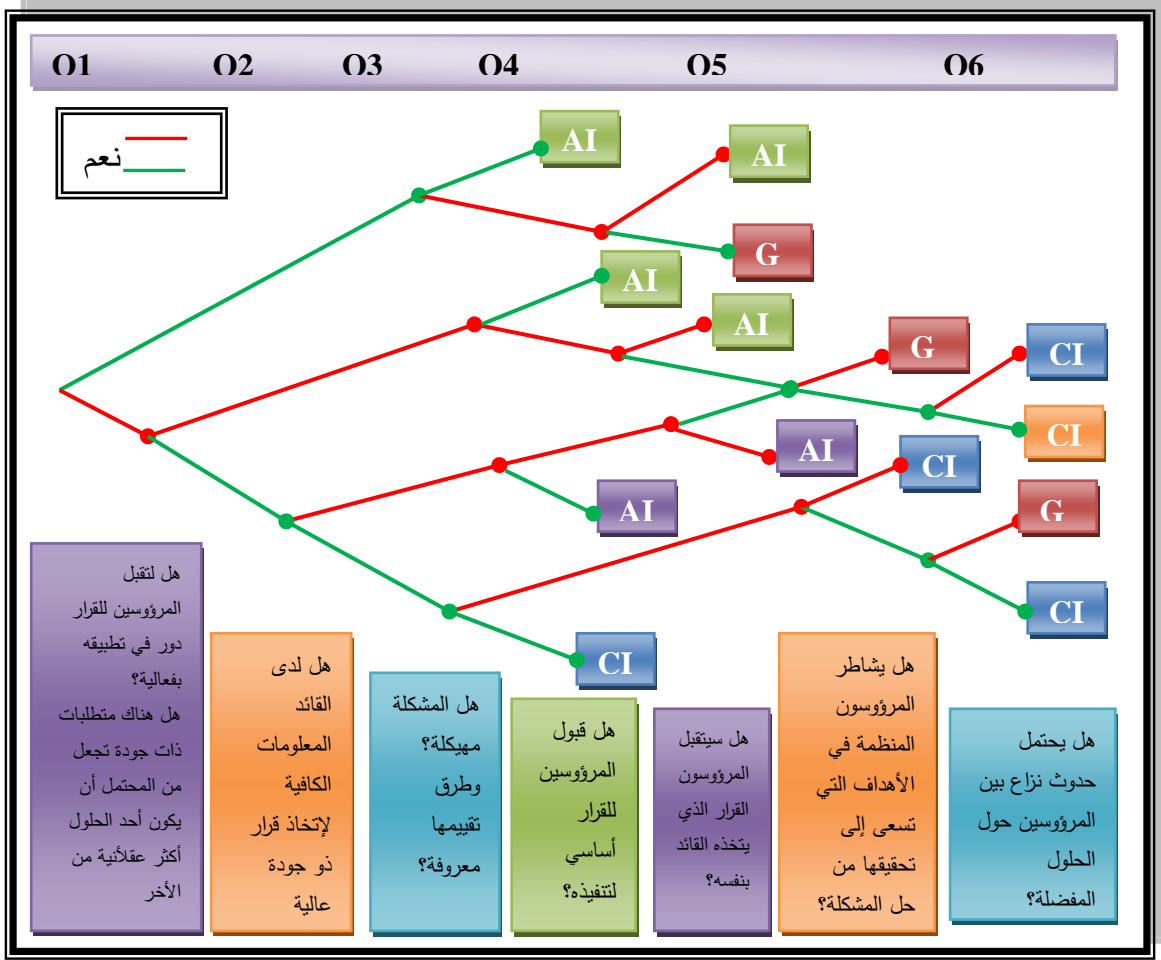 O1 O2 O3 O4 O5 O6
نعم
AI
AI
G
AI
AI
G
CI
CI
AI
CI
AI
G
CI
CI
هل لتقبل
المرؤوسين للقرار
دور في تطبيقه
بفعالية؟
هل هناك متطلبات
ذات جودة تجعل
من المحتمل أن
يكون أحد الحلول
أكثر عقلأنية من
الأخر
هل لدى
القائد
المعلومات
الكافية
لإتخاذ قرار
ذو جودة
عالية
هل المشكلة
مهيكلة؟
وطرق
تقييمها
معروفة؟
هل قبول
المرؤوسين
للقرار
أساسي
لتنفيذه؟
هل سيتقبل
المرؤوسون
القرار الذي
يتخذه القائد
بنفسه؟
هل يشاطر
المرؤوسون
المنظمة في
الأهداف التي
تسعى إلى
تحقيقها من
حل المشكلة؟
هل يحتمل
حدوث نزاع بين
المرؤوسين حول
الحلول
المفضلة؟